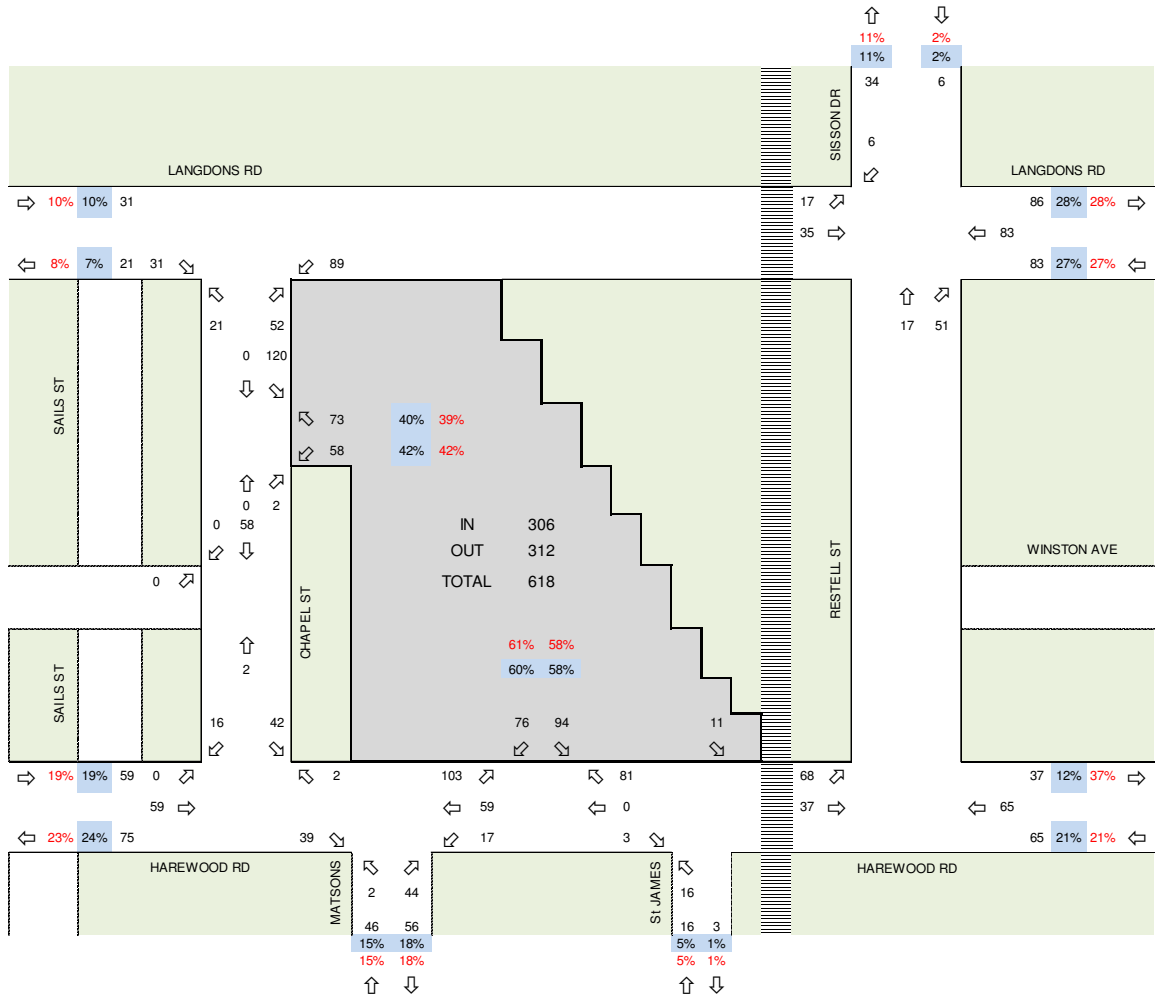 11% 2%
11% 2%
34 6
SISSON DR
6
LANGDONS RD LANGDONS RD
10% 10% 31 17 86 28% 28%
35 83
8% 7% 21 31 89 83 27% 27%
21 52 17 51
0 120
SAILS ST
73 40% 39%
58 42% 42%
0 2
0 58 IN 306
OUT 312 WINSTON AVE
0 TOTAL 618
CHAPEL ST
RESTELL ST
61% 58%
2 60% 58%
SAILS ST
16 42 76 94 11
19% 19% 59 0 2 103 81 68 37 12% 37%
59 59 0 37 65
23% 24% 75 39 17 3 65 21% 21%
HAREWOOD RD HAREWOOD RD
MATSONS
St JAMES
2 44 16
46 56 16 3
15% 18% 5% 1%
15% 18% 5% 1%